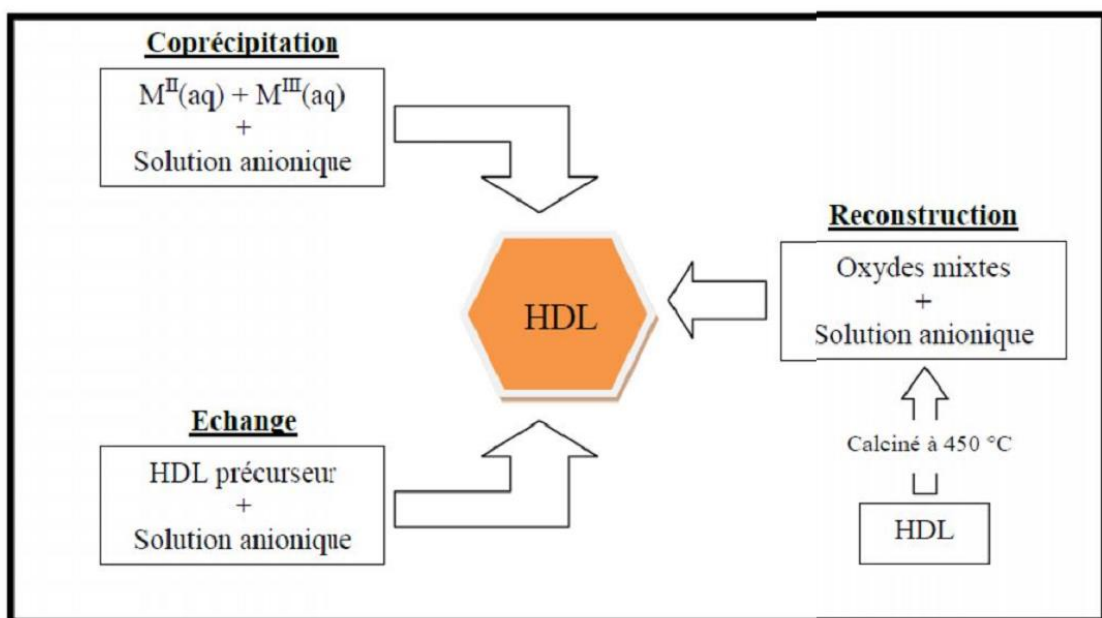 Coprécipitation
M^II(aq) + M^III(aq)
+
Solution anionique
Reconstruction
Oxydes mixtes
+
Solution anionique
HDL
Echange
HDL précurseur
+
Solution anionique
Calciné à 450 °C
HDL